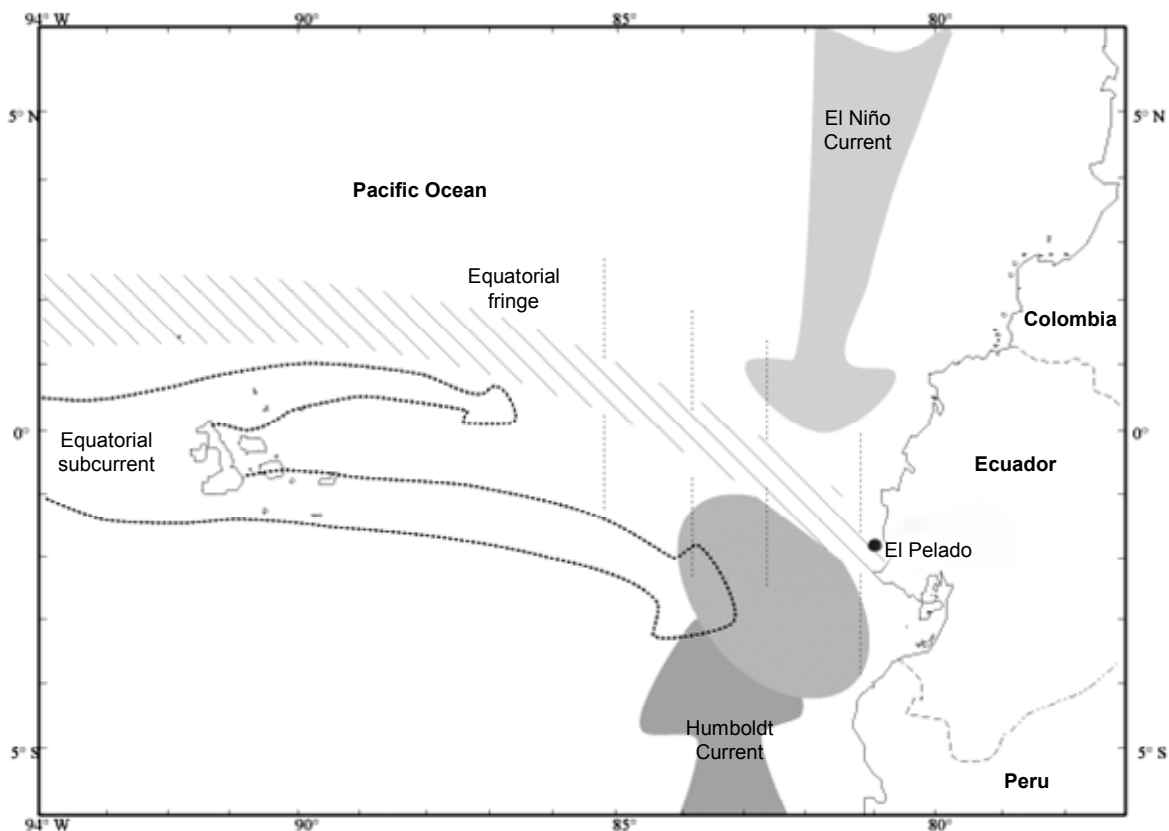 94° W
90°
85°
80°
5° N
5° N
El Niño
Current
Pacific Ocean
Equatorial
fringe
Colombia
0°
0°
Equatorial
subcurrent
Ecuador
El Pelado
Humboldt
Current
5° S
5° S
Peru
94° W
90°
85°
80°